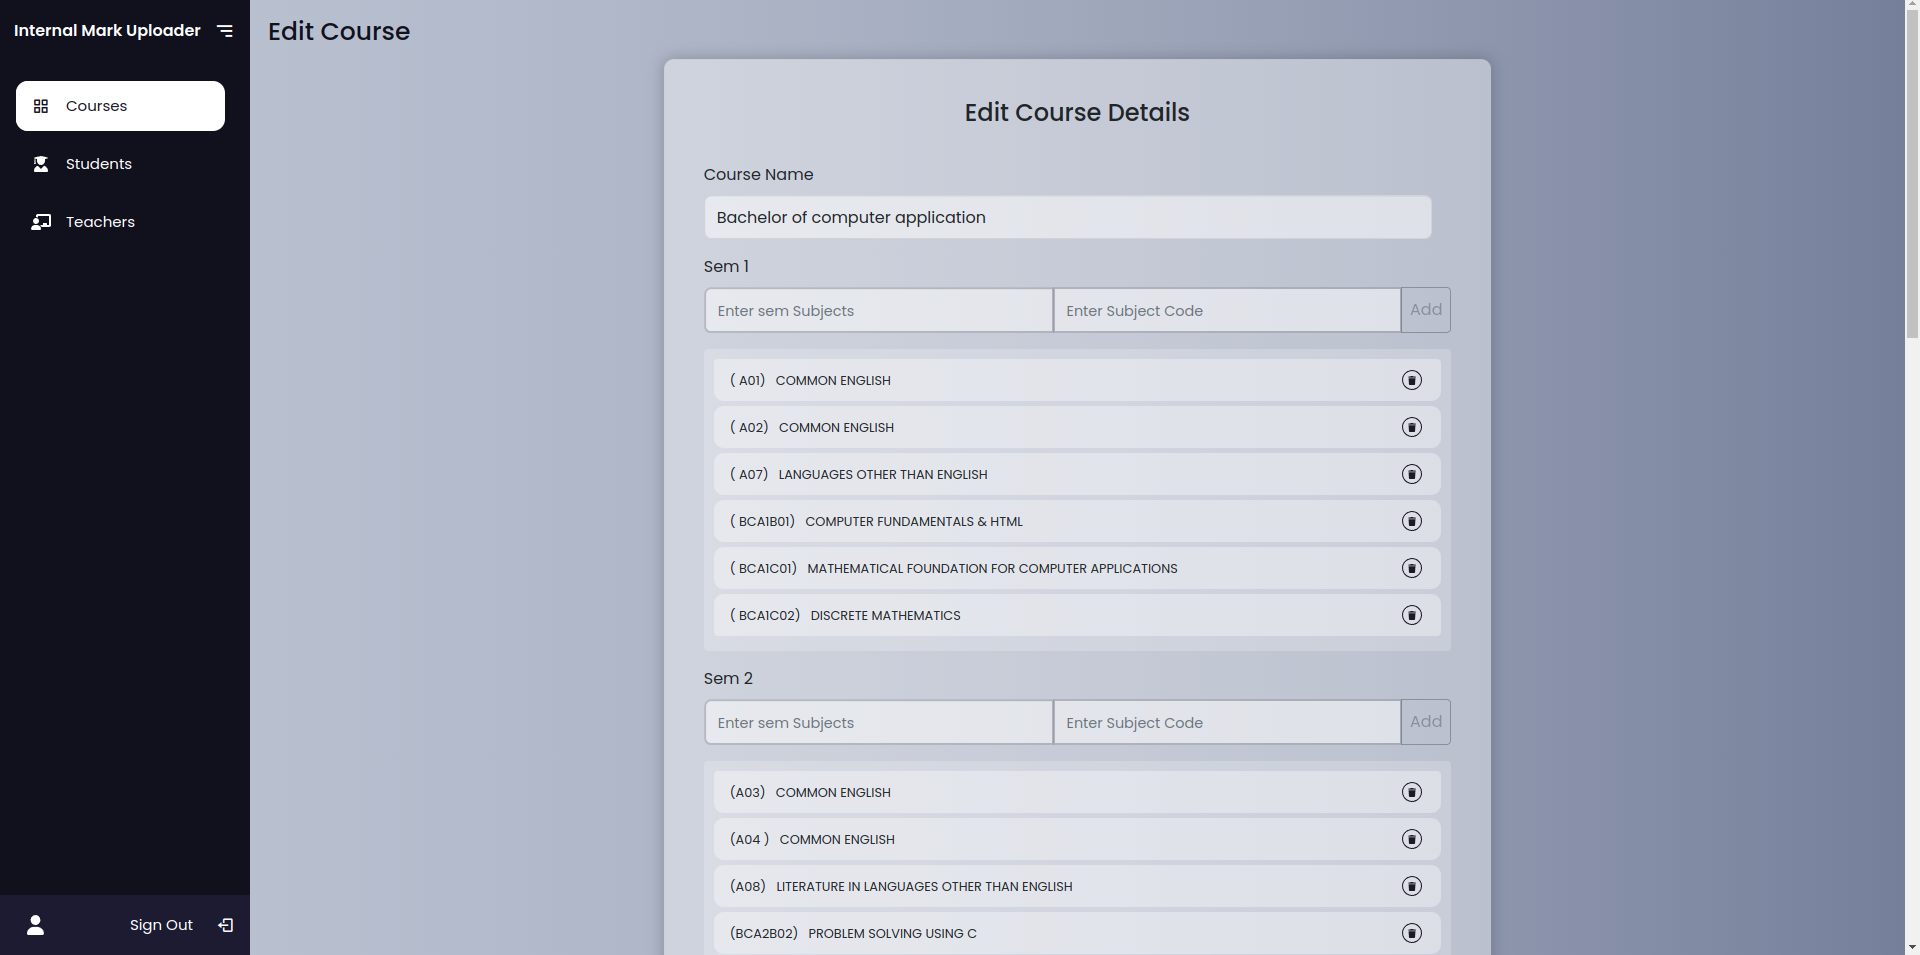 Internal Mark Uploader
Courses
Students
Teachers
Sign Out
Edit Course
Edit Course Details
Course Name
Bachelor of computer application
Sem 1
Enter sem Subjects Enter Subject Code Add
( A01) COMMON ENGLISH
( A02) COMMON ENGLISH
( A07) LANGUAGES OTHER THAN ENGLISH
( BCA1B01) COMPUTER FUNDAMENTALS & HTML
( BCA1C01) MATHEMATICAL FOUNDATION FOR COMPUTER APPLICATIONS
( BCA1C02) DISCRETE MATHEMATICS
Sem 2
Enter sem Subjects Enter Subject Code Add
(A03) COMMON ENGLISH
(A04 ) COMMON ENGLISH
(A08) LITERATURE IN LANGUAGES OTHER THAN ENGLISH
(BCA2B02) PROBLEM SOLVING USING C